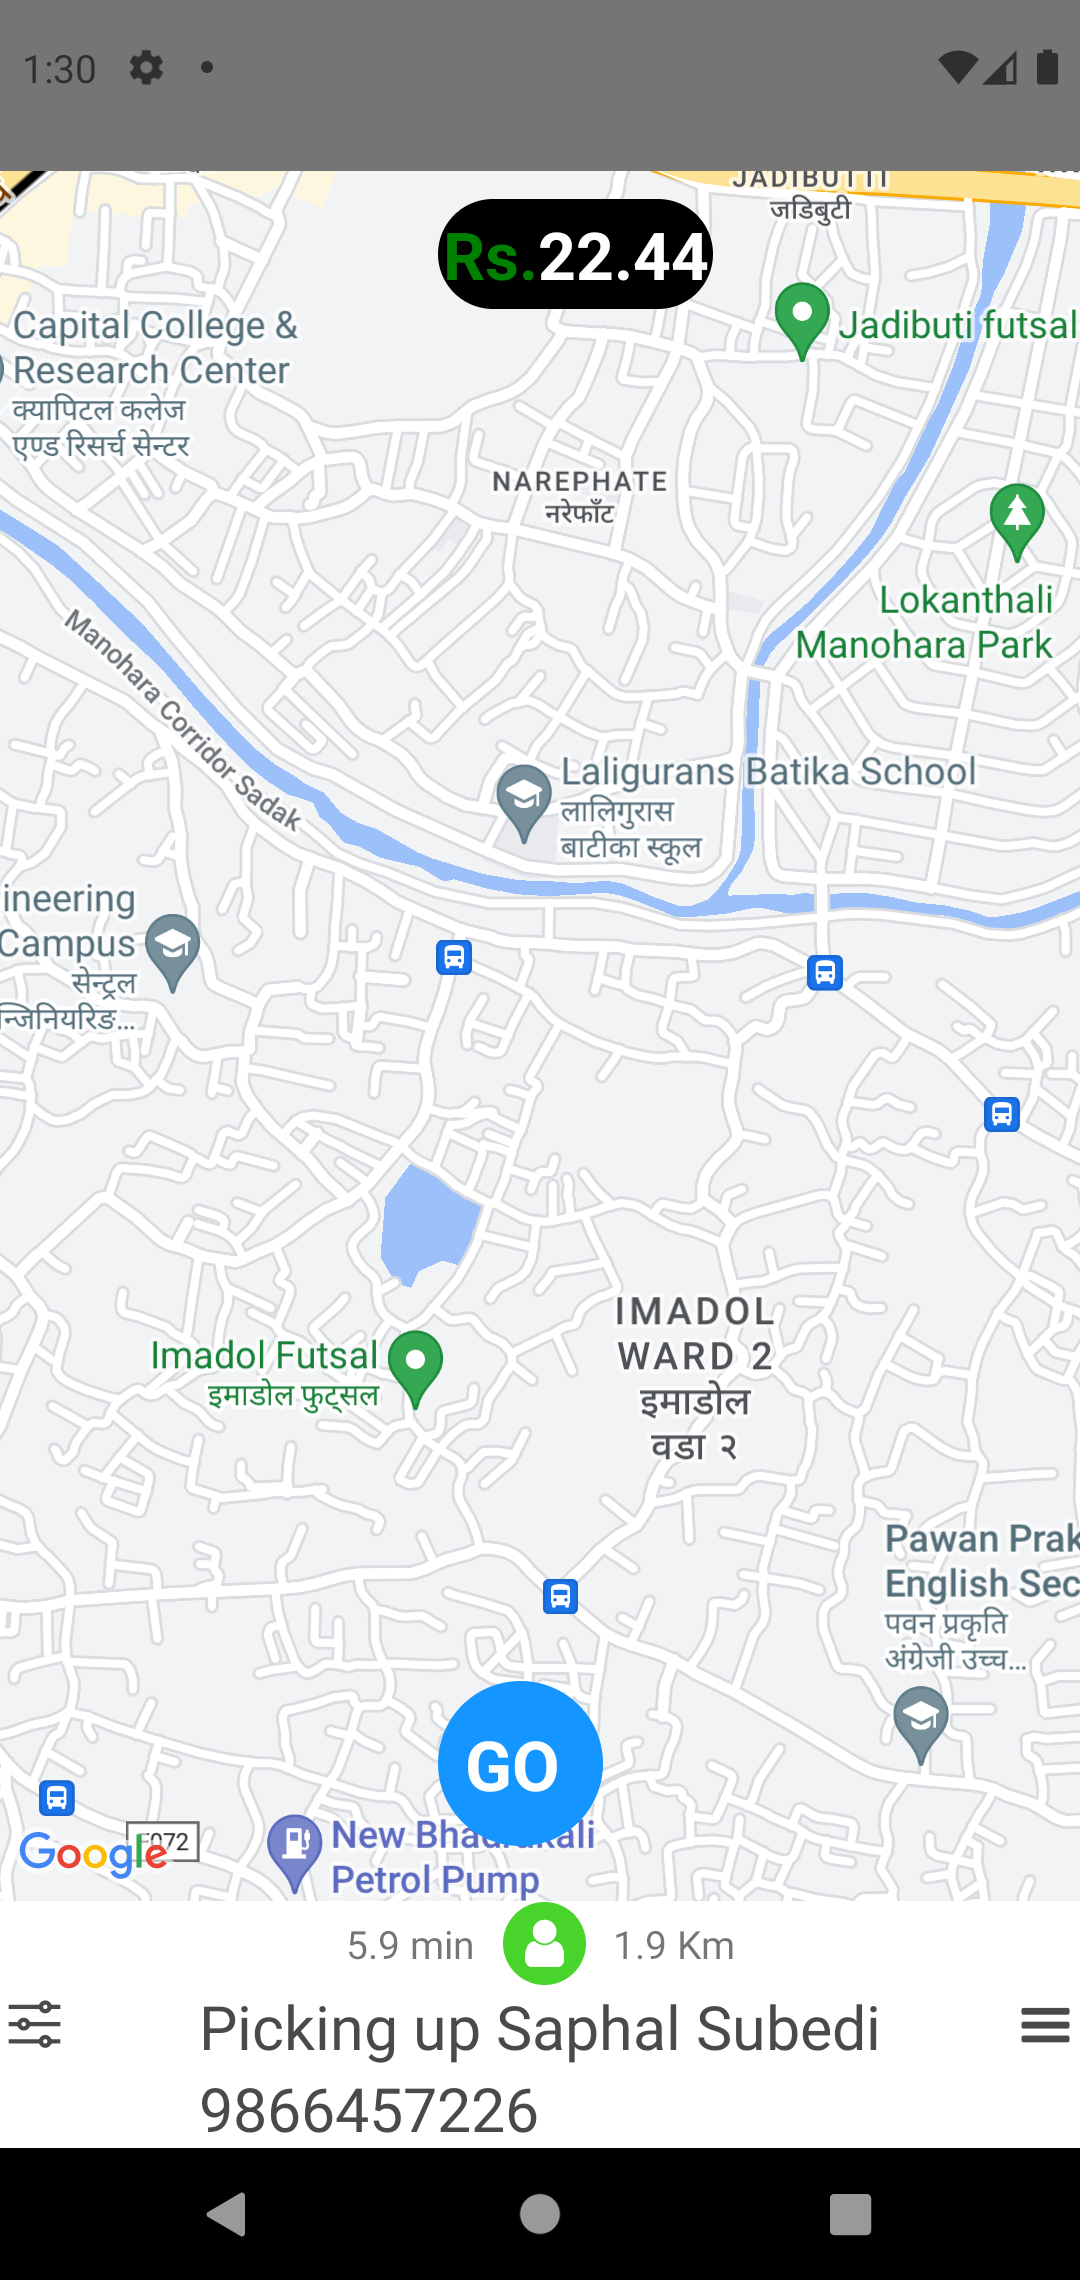 1:30
JADIBUTTI
जडिबुटी
Rs.22.44
Jadibuti futsal
Capital College &
Research Center
क्यापिटल कलेज
एण्ड रिसर्च सेन्टर
NAREPHATE
नरेफाँट
Lokanthali
Manohara Park
Manohara Corridor Sadak
Laligurans Batika School
लालिगुरास
बाटीका स्कूल
ineering
Campus
सेन्ट्रल
न्जिनियरिङ...
IMADOL
WARD 2
इमाडोल
वडा २
Imadol Futsal
इमाडोल फुट्सल
Pawan Prak
English Sec
पवन प्रकृति
अंग्रेजी उच्च...
GO
Google
New Bhadrakali
Petrol Pump
5.9 min
1.9 Km
Picking up Saphal Subedi
9866457226